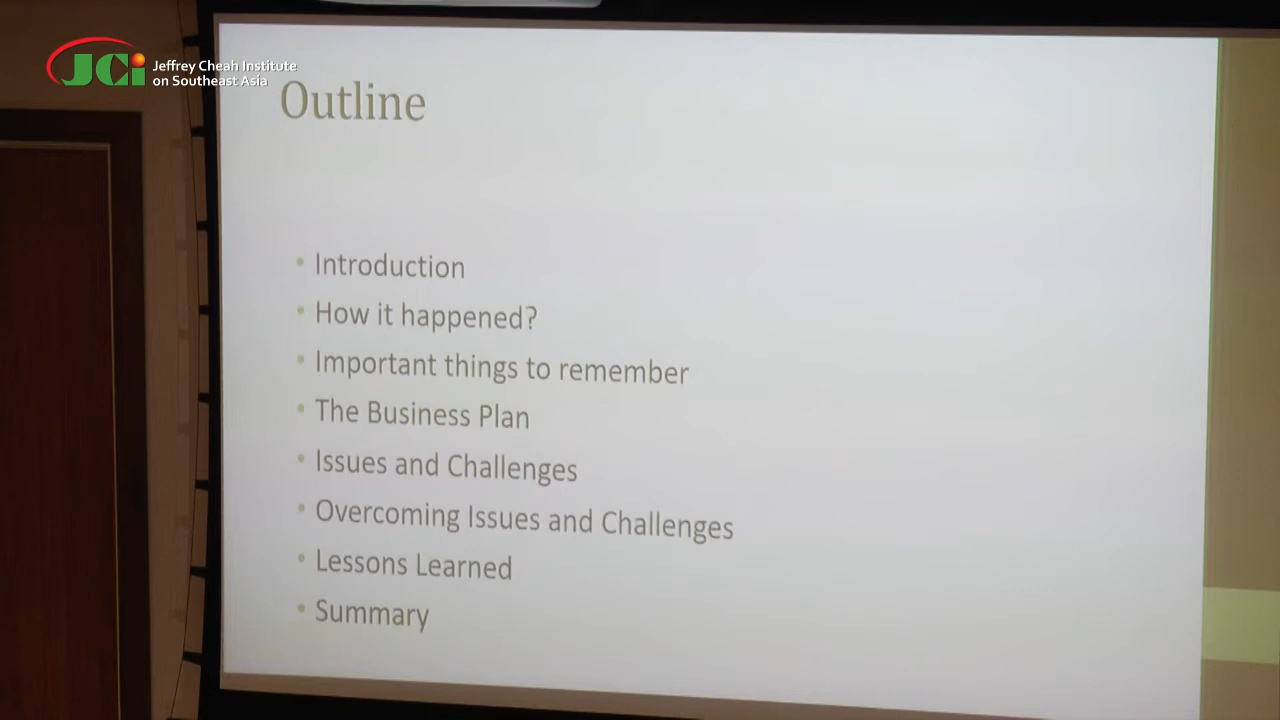 JCi
Jeffrey Cheah Institute
on Southeast Asia
Outline
• Introduction
• How it happened?
• Important things to remember
• The Business Plan
• Issues and Challenges
• Overcoming Issues and Challenges
• Lessons Learned
• Summary